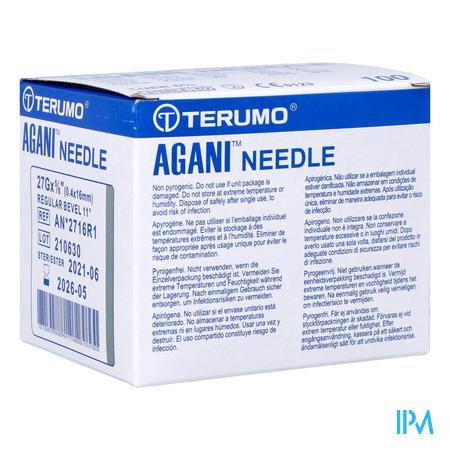 0123
100
TERUMO®
AGANI™ NEEDLE
27Gx⅝" (0,4x16mm)
REGULAR BEVEL 11°
REF AN*2716R1
LOT 210630
STERI/ESTER 2021-06
2026-05
TERUMO®
AGANI™ NEEDLE
Non pyrogenic. Do not use if unit package is
damaged. Do not store at extreme temperature or
humidity. Dispose of safely after single use, to
avoid risk of infection.
Apyrogène. Ne pas utiliser si l'emballage individuel
est endommagé. Eviter le stockage à des
températures extrêmes et à l'humidité. Eliminer de
façon appropriée après usage unique pour éviter le
risque de contamination.
Pyrogenfrei. Nicht verwenden, wenn die
Einzelverpackung beschädigt ist. Vermeiden Sie
extreme Temperaturen und Feuchtigkeit während
der Lagerung. Nach einmaligem Gebrauch sicher
entsorgen, um Infektionsrisiken zu vermeiden.
Apirógena. No utilizar si el envase unitario está
deteriorado. No almacenar a temperaturas
extremas ni en lugares húmedos. Usar una vez y
destruir. El uso compartido constituye riesgo de
infección.
Apirogénica. Não utilizar se a embalagem individual
estiver danificada. Não armazenar em condições de
temperatura e humidade extremas. Após utilização
única, eliminar de maneira adequada para evitar o risco
de infecção.
Apirogeno. Non utilizzare se la confezione
individuale non è integra. Non conservare a
temperatura eccessiva o in luoghi umidi. Dopo
averlo usato una sola volta, disfarsi del prodotto
in condizioni adeguate di sicurezza per evitare rischi
d'infezione.
Pyrogeenvrij. Niet gebruiken wanneer de
eenheidsverpakking beschadigd is. Vermijd
extreme temperaturen en vochtigheid tijdens
het bewaren. Na eenmalig gebruik veilig vernietigen
om infectie te vermijden.
Pyrogenfri. Får ej användas om
styckförpackningen är skadad. Förvaras ej vid
extrem temperatur eller fuktighet. Efter
engångsanvändning, kassera på ett säkert och
ändamålsenligt sätt för att undvika infektionsrisk.
IPM